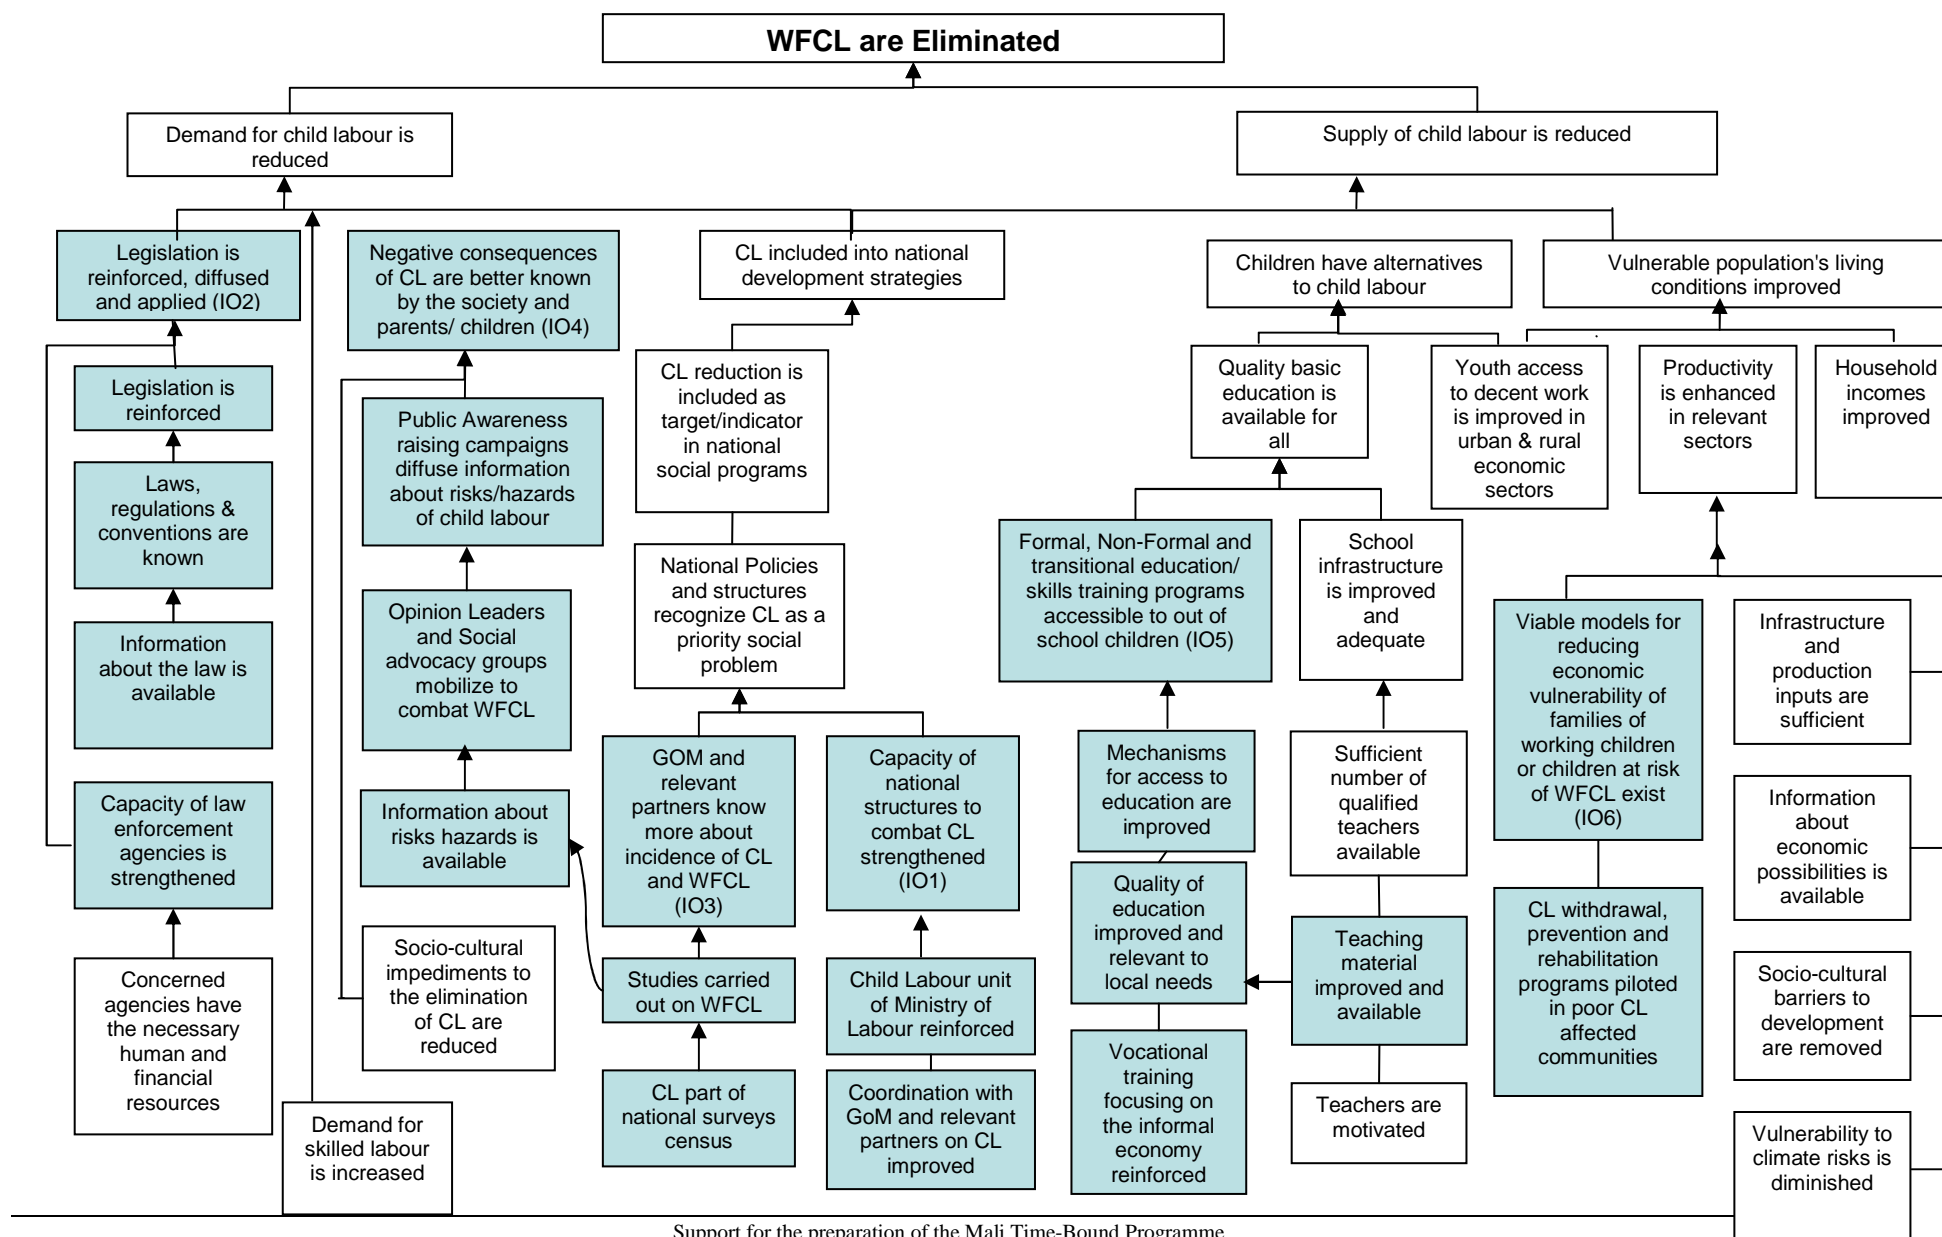 WFCL are Eliminated
Demand for child labour is
reduced
Supply of child labour is reduced
Legislation is
reinforced, diffused
and applied (IO2)
Negative consequences
of CL are better known
by the society and
parents/ children (IO4)
CL included into national
development strategies
Children have alternatives
to child labour
Vulnerable population's living
conditions improved
Legislation is
reinforced
Public Awareness
raising campaigns
diffuse information
about risks/hazards
of child labour
CL reduction is
included as
target/indicator
in national
social programs
Quality basic
education is
available for
all
Youth access
to decent work
is improved in
urban & rural
economic
sectors
Productivity
is enhanced
in relevant
sectors
Household
incomes
improved
Laws,
regulations &
conventions are
known
National Policies
and structures
recognize CL as a
priority social
problem
Formal, Non-Formal and
transitional education/
skills training programs
accessible to out of
school children (IO5)
School
infrastructure
is improved
and
adequate
Information
about the law is
available
Opinion Leaders
and Social
advocacy groups
mobilize to
combat WFCL
Viable models for
reducing
economic
vulnerability of
families of
working children
or children at risk
of WFCL exist
(IO6)
Infrastructure
and
production
inputs are
sufficient
Capacity of law
enforcement
agencies is
strengthened
Information about
risks hazards is
available
GOM and
relevant
partners know
more about
incidence of CL
and WFCL
(IO3)
Capacity of
national
structures to
combat CL
strengthened
(IO1)
Mechanisms
for access to
education are
improved
Sufficient
number of
qualified
teachers
available
Information
about
economic
possibilities is
available
Quality of
education
improved and
relevant to
local needs
Teaching
material
improved and
available
CL withdrawal,
prevention and
rehabilitation
programs piloted
in poor CL
affected
communities
Concerned
agencies have
the necessary
human and
financial
resources
Socio-cultural
impediments to
the elimination
of CL are
reduced
Studies carried
out on WFCL
Child Labour unit
of Ministry of
Labour reinforced
Socio-cultural
barriers to
development
are removed
Demand for
skilled labour
is increased
CL part of
national surveys
census
Coordination with
GoM and relevant
partners on CL
improved
Vocational
training
focusing on
the informal
economy
reinforced
Teachers are
motivated
Vulnerability to
climate risks is
diminished
Support for the preparation of the Mali Time-Bound Programme